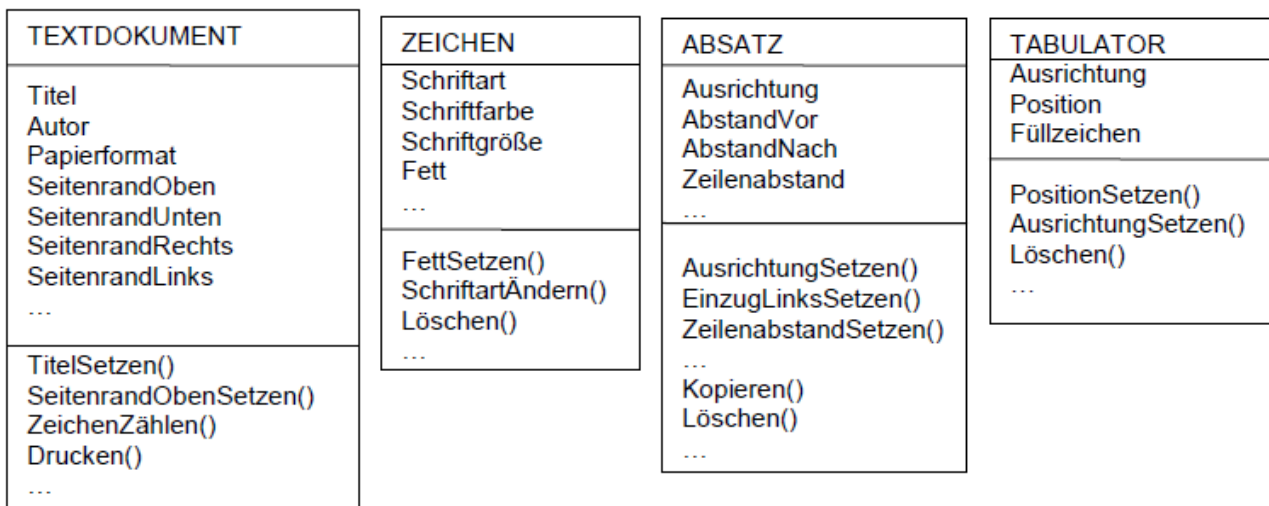 TEXTDOKUMENT
Titel
Autor
Papierformat
SeitenrandOben
SeitenrandUnten
SeitenrandRechts
SeitenrandLinks
…
TitelSetzen()
SeitenrandObenSetzen()
ZeichenZählen()
Drucken()
…
ZEICHEN
Schriftart
Schriftfarbe
Schriftgröße
Fett
…
FettSetzen()
SchriftartÄndern()
Löschen()
…
ABSATZ
Ausrichtung
AbstandVor
AbstandNach
Zeilenabstand
…
AusrichtungSetzen()
EinzugLinksSetzen()
ZeilenabstandSetzen()
…
Kopieren()
Löschen()
…
TABULATOR
Ausrichtung
Position
Füllzeichen
PositionSetzen()
AusrichtungSetzen()
Löschen()
…